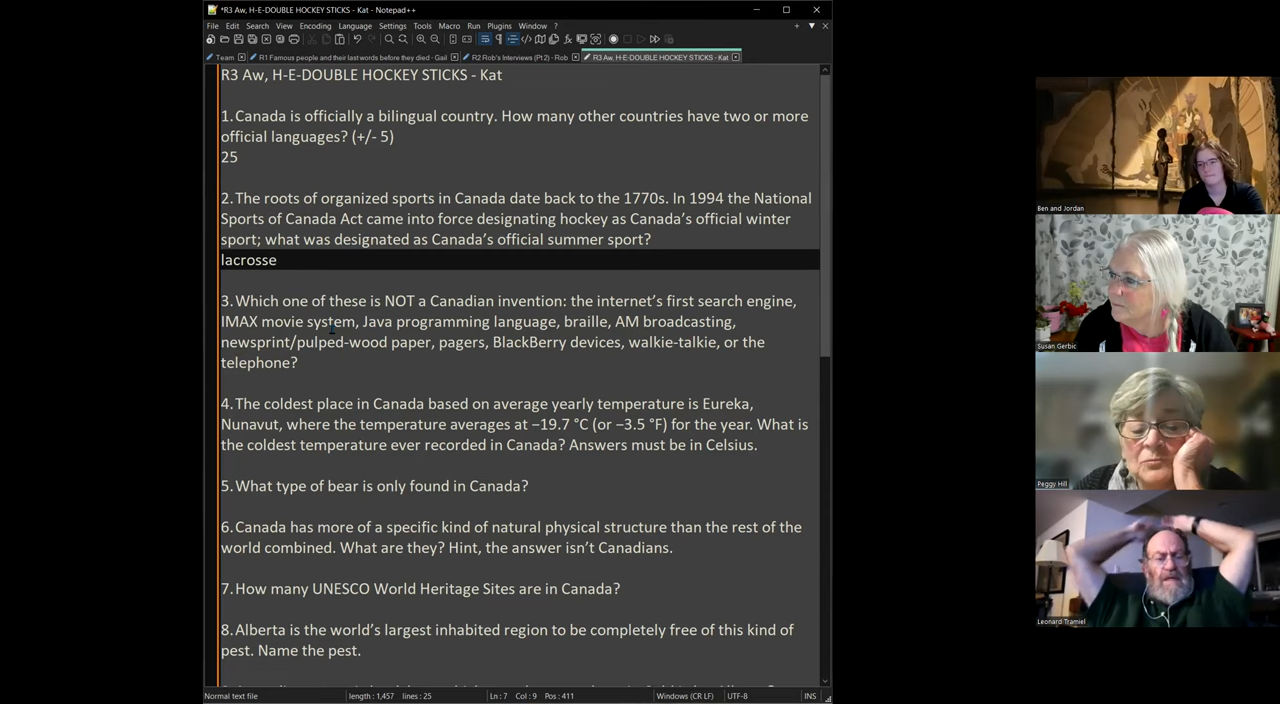 *R3 Aw, H-E-DOUBLE HOCKEY STICKS - Kat - Notepad++
File Edit Search View Encoding Language Settings Tools Macro Run Plugins Window ?
Team R1 Famous people and their last words before they died - Gail R2 Rob's Interviews (Pt2) - Rob R3 Aw, H-E-DOUBLE HOCKEY STICKS - Kat
R3 Aw, H-E-DOUBLE HOCKEY STICKS - Kat
1. Canada is officially a bilingual country. How many other countries have two or more
official languages? (+/- 5)
25
2. The roots of organized sports in Canada date back to the 1770s. In 1994 the National
Sports of Canada Act came into force designating hockey as Canada's official winter
sport; what was designated as Canada's official summer sport?
lacrosse
3. Which one of these is NOT a Canadian invention: the internet's first search engine,
IMAX movie system, Java programming language, braille, AM broadcasting,
newsprint/pulped-wood paper, pagers, BlackBerry devices, walkie-talkie, or the
telephone?
4. The coldest place in Canada based on average yearly temperature is Eureka,
Nunavut, where the temperature averages at −19.7 °C (or −3.5 °F) for the year. What is
the coldest temperature ever recorded in Canada? Answers must be in Celsius.
5. What type of bear is only found in Canada?
6. Canada has more of a specific kind of natural physical structure than the rest of the
world combined. What are they? Hint, the answer isn't Canadians.
7. How many UNESCO World Heritage Sites are in Canada?
8. Alberta is the world's largest inhabited region to be completely free of this kind of
pest. Name the pest.
Normal text file length : 1,457 lines : 25 Ln : 7 Col : 9 Pos : 411 Windows (CR LF) UTF-8 INS
Ben and Jordan
Susan Gerbic
Peggy Hill
Leonard Tramiel